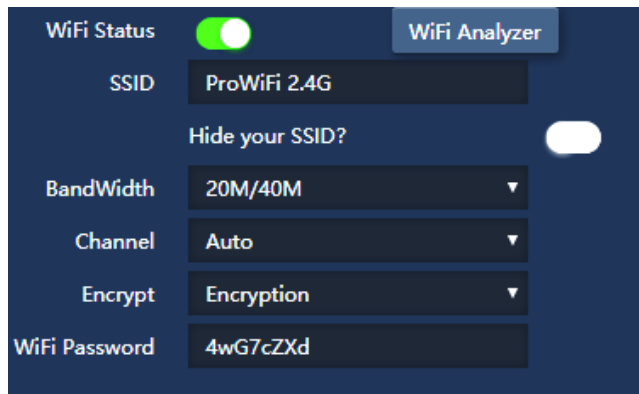 WiFi Status WiFi Analyzer
SSID ProWiFi 2.4G
Hide your SSID?
BandWidth 20M/40M
Channel Auto
Encrypt Encryption
WiFi Password 4wG7cZXd